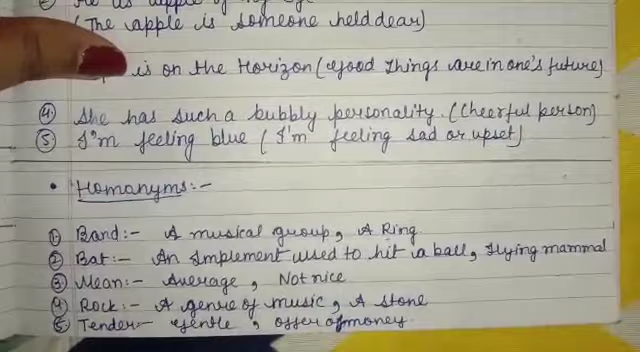 (The apple is someone held dear)
is on the Horizon (Good things are in one's future)
④ She has such a bubbly personality. (Cheerful person)
⑤ I'm feeling blue (I'm feeling sad or upset)
• Homanyms:-
① Band:- A musical group, A Ring
② Bat:- An Implement used to hit a ball, flying mammal
③ Mean:- Average, Not nice
④ Rock:- A genre of music, A stone
⑤ Tender:- Gentle, offer of money.